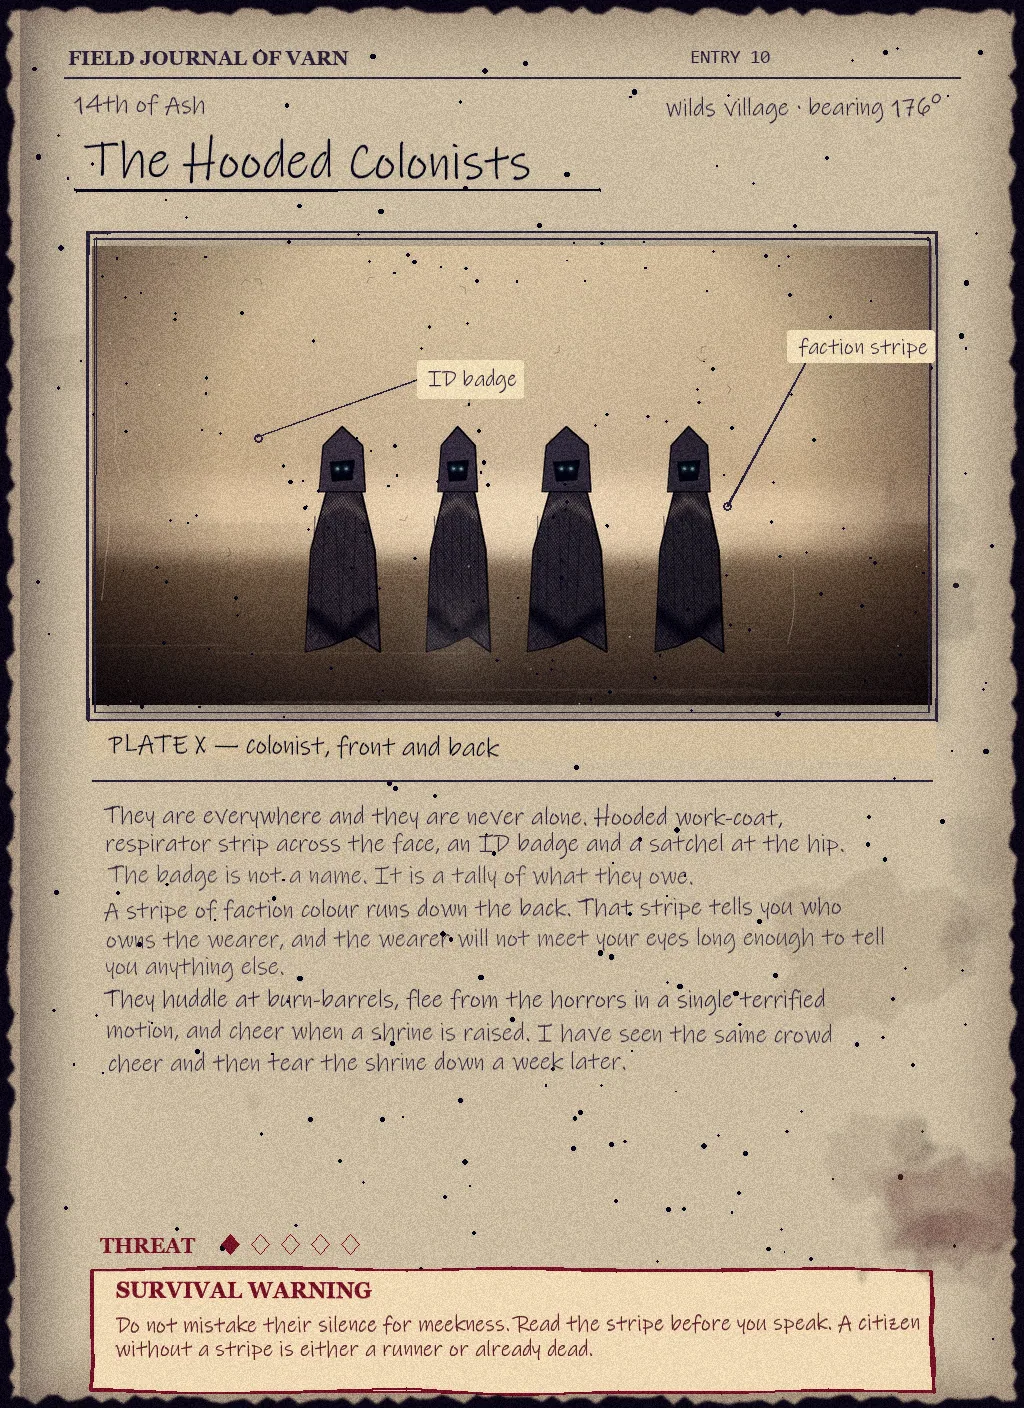 FIELD JOURNAL OF VARN
ENTRY 10
14th of Ash
Wilds Village · bearing 176°
The Hooded Colonists
ID badge
faction stripe
PLATE X — colonist, front and back
They are everywhere and they are never alone. Hooded work-coat,
respirator strip across the face, an ID badge and a satchel at the hip.
The badge is not a name. It is a tally of what they owe.
A stripe of faction colour runs down the back. That stripe tells you who
owns the wearer, and the wearer will not meet your eyes long enough to tell
you anything else.
They huddle at burn-barrels, flee from the horrors in a single terrified
motion, and cheer when a shrine is raised. I have seen the same crowd
cheer and then tear the shrine down a week later.
THREAT
SURVIVAL WARNING
Do not mistake their silence for meekness. Read the stripe before you speak. A citizen
without a stripe is either a runner or already dead.